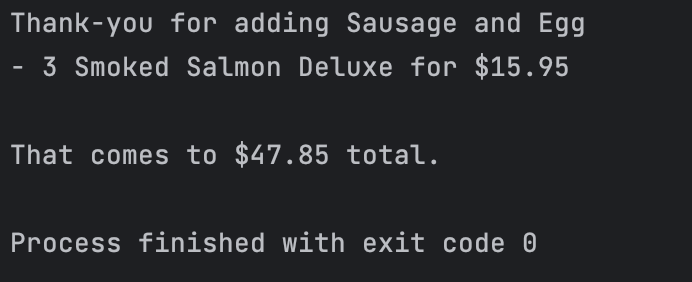 Thank-you for adding Sausage and Egg
- 3 Smoked Salmon Deluxe for $15.95
That comes to $47.85 total.
Process finished with exit code 0